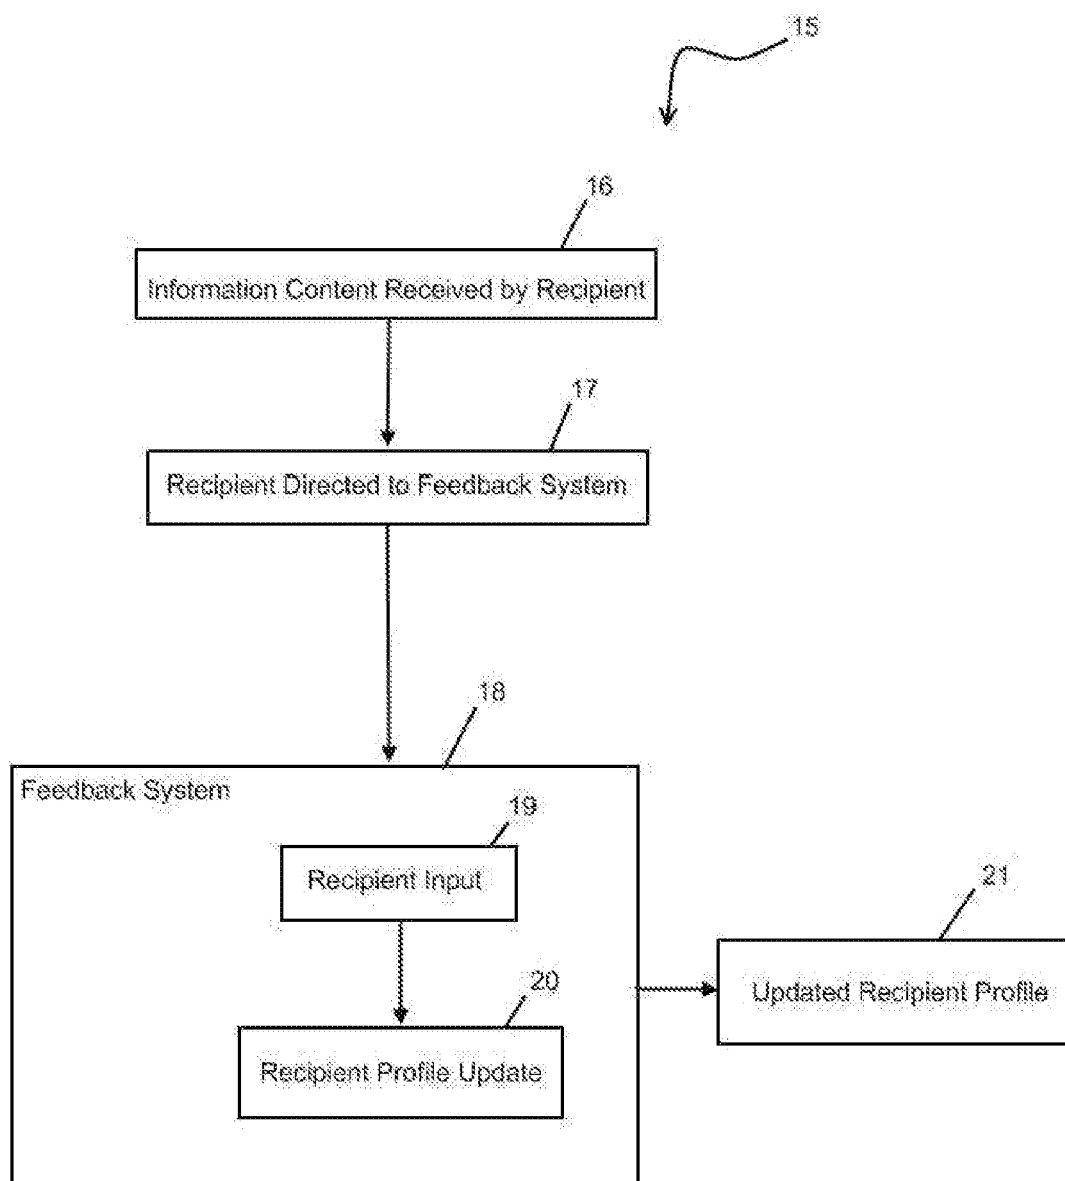 15
16
Information Content Received by Recipient
17
Recipient Directed to Feedback System
18
Feedback System
19
Recipient Input
20
Recipient Profile Update
21
Updated Recipient Profile